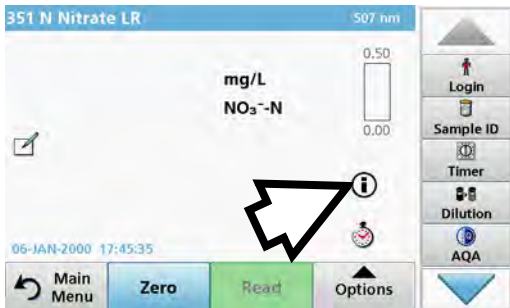 351 N Nitrate LR 507 nm
0.50
mg/L
NO₃⁻-N
0.00
06-JAN-2000 17:45:35
Main Menu
Zero
Read
Options
Login
Sample ID
Timer
Dilution
AQA